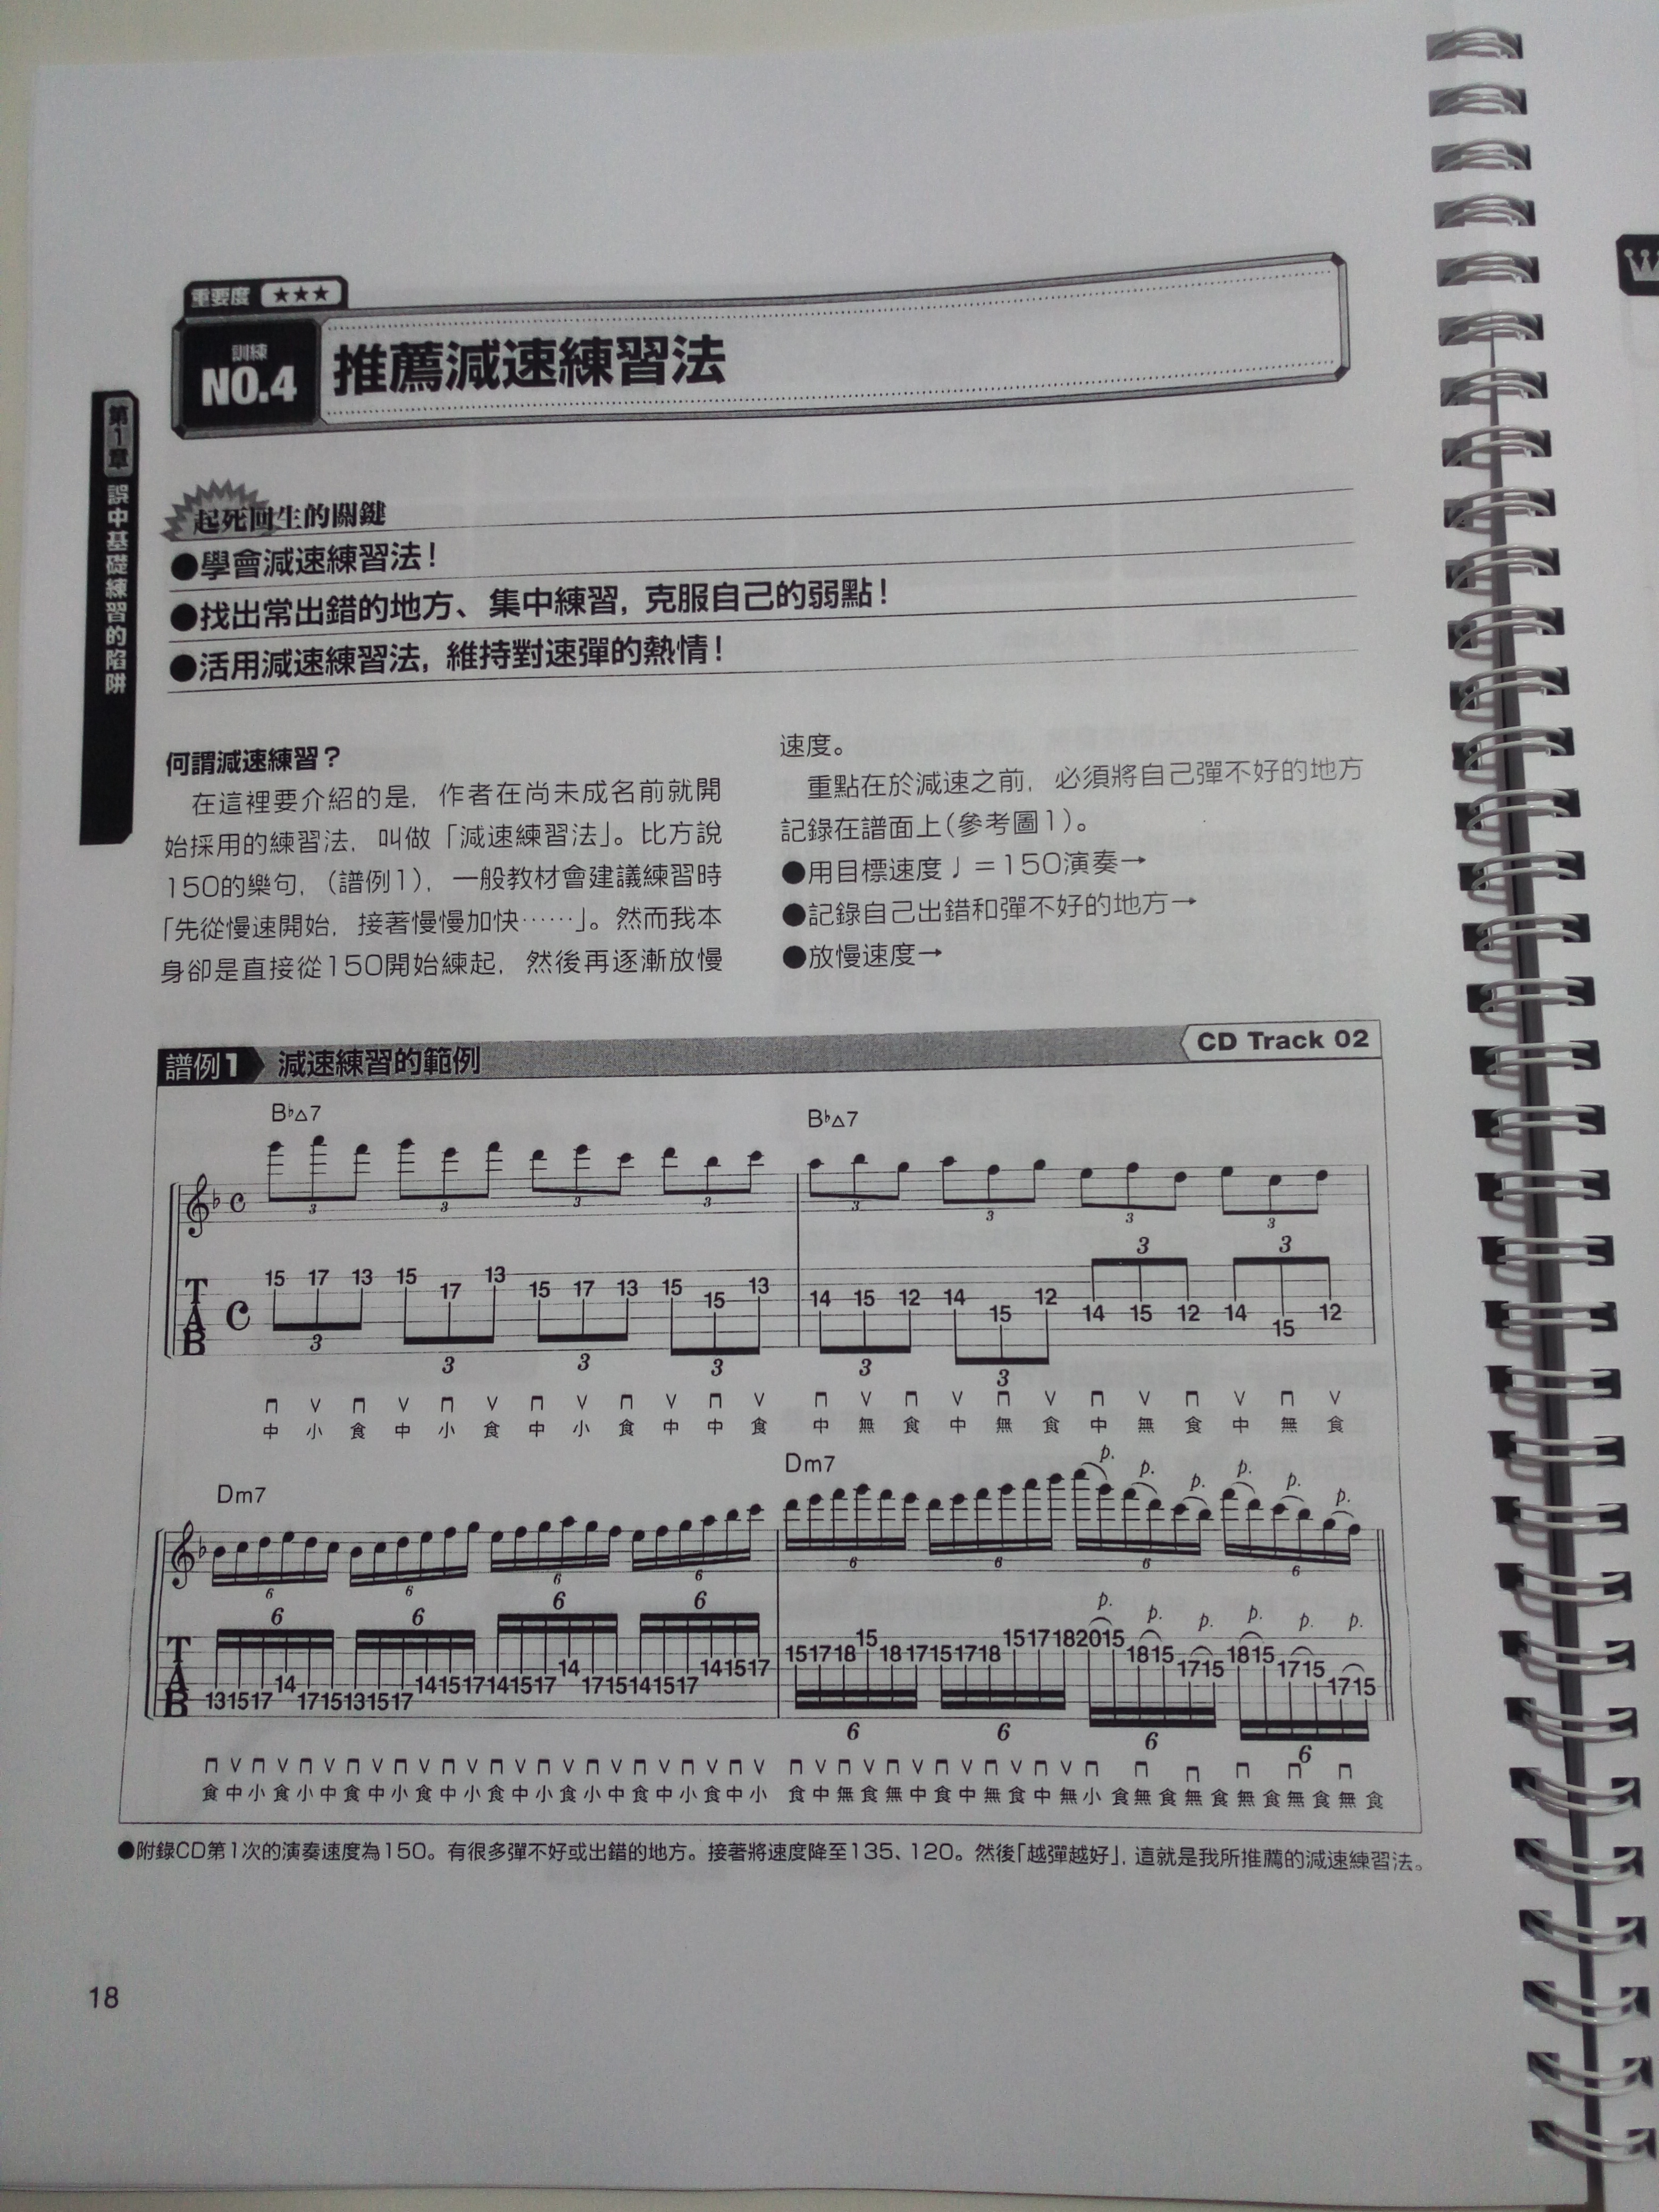 重要度 ★★★
訓練
NO.4
推薦減速練習法
第1章 誤中基礎練習的陷阱
起死回生的關鍵
●學會減速練習法！
●找出常出錯的地方、集中練習，克服自己的弱點！
●活用減速練習法，維持對速彈的熱情！
何謂減速練習？
在這裡要介紹的是，作者在尚未成名前就開
始採用的練習法，叫做「減速練習法」。比方說
150的樂句，（譜例1），一般教材會建議練習時
「先從慢速開始，接著慢慢加快……」。然而我本
身卻是直接從150開始練起，然後再逐漸放慢
速度。
重點在於減速之前，必須將自己彈不好的地方
記錄在譜面上（參考圖1）。
●用目標速度♩＝150演奏→
●記錄自己出錯和彈不好的地方→
●放慢速度→
譜例1 減速練習的範例 CD Track 02
B♭△7 B♭△7
3 3 3 3 3 3 3 3
3 3
T A B C 15 17 13 15 17 13 15 17 13 15 15 13 14 15 12 14 15 12 14 15 12 14 15 12
3 3 3 3 3 3
中 小 食 中 小 食 中 小 食 中 中 食 中 無 食 中 無 食 中 無 食 中 無 食
Dm7 Dm7
p. p. p. p. p. p.
6 6 6 6 6 6 6 6
6 6 6 6 p. p. p. p. p. p.
T A B 13 15 17 14 17 15 13 15 17 14 15 17 14 15 17 14 17 15 14 15 17 14 15 17 15 17 18 15 18 17 15 17 18 15 17 18 20 15 18 15 17 15 18 15 17 15 17 15
6 6 6 6
食 中 小 食 小 中 食 中 小 食 中 小 食 中 小 食 小 中 食 中 小 食 中 小 食 中 無 食 無 中 食 中 無 食 中 無 小 食 無 食 無 食 無 食 無 食 無 食
●附錄CD第1次的演奏速度為150。有很多彈不好或出錯的地方。接著將速度降至135、120。然後「越彈越好」，這就是我所推薦的減速練習法。
18